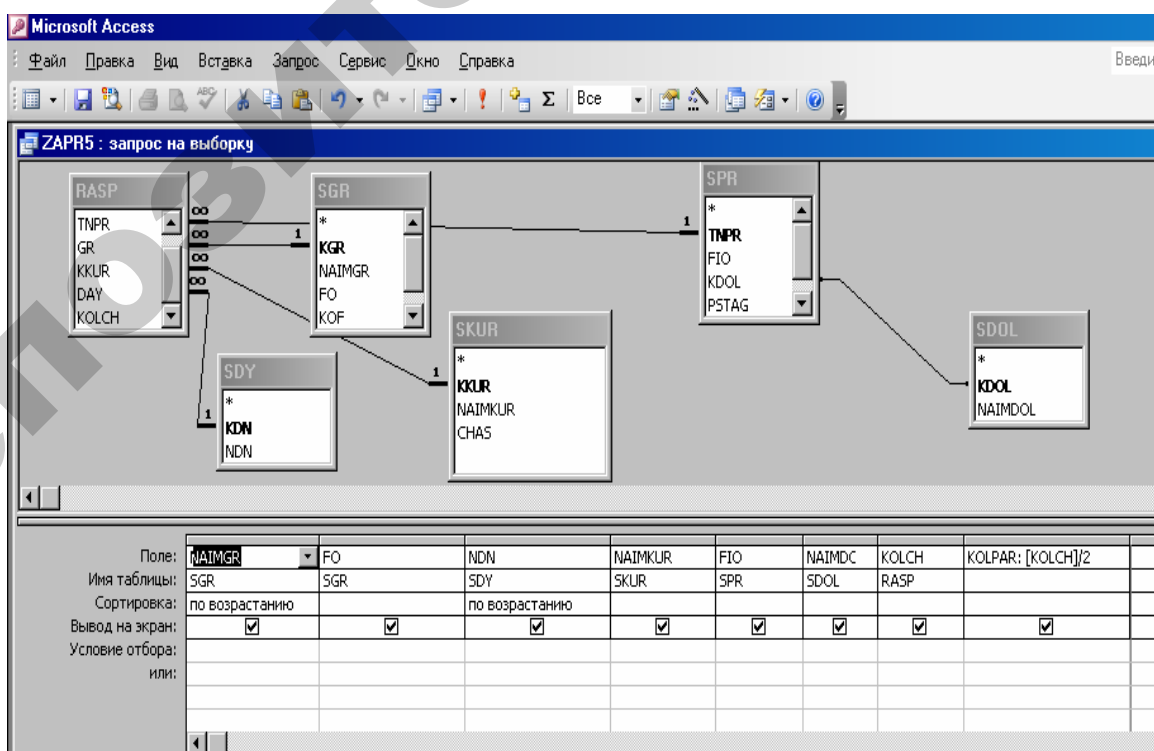 Microsoft Access
Файл Правка Вид Вставка Запрос Сервис Окно Справка
Введи
Все
ZAPR5 : запрос на выборку
RASP
TNPR
GR
KKUR
DAY
KOLCH
∞
∞
∞
∞
SGR
*
KGR
NAIMGR
FO
KOF
1
SPR
*
TNPR
FIO
KDOL
PSTAG
1
SDY
*
KDN
NDN
1
SKUR
*
KKUR
NAIMKUR
CHAS
1
SDOL
*
KDOL
NAIMDOL
Поле: NAIMGR FO NDN NAIMKUR FIO NAIMDC KOLCH KOLPAR: [KOLCH]/2
Имя таблицы: SGR SGR SDY SKUR SPR SDOL RASP
Сортировка: по возрастанию по возрастанию
Вывод на экран:
Условие отбора:
или: